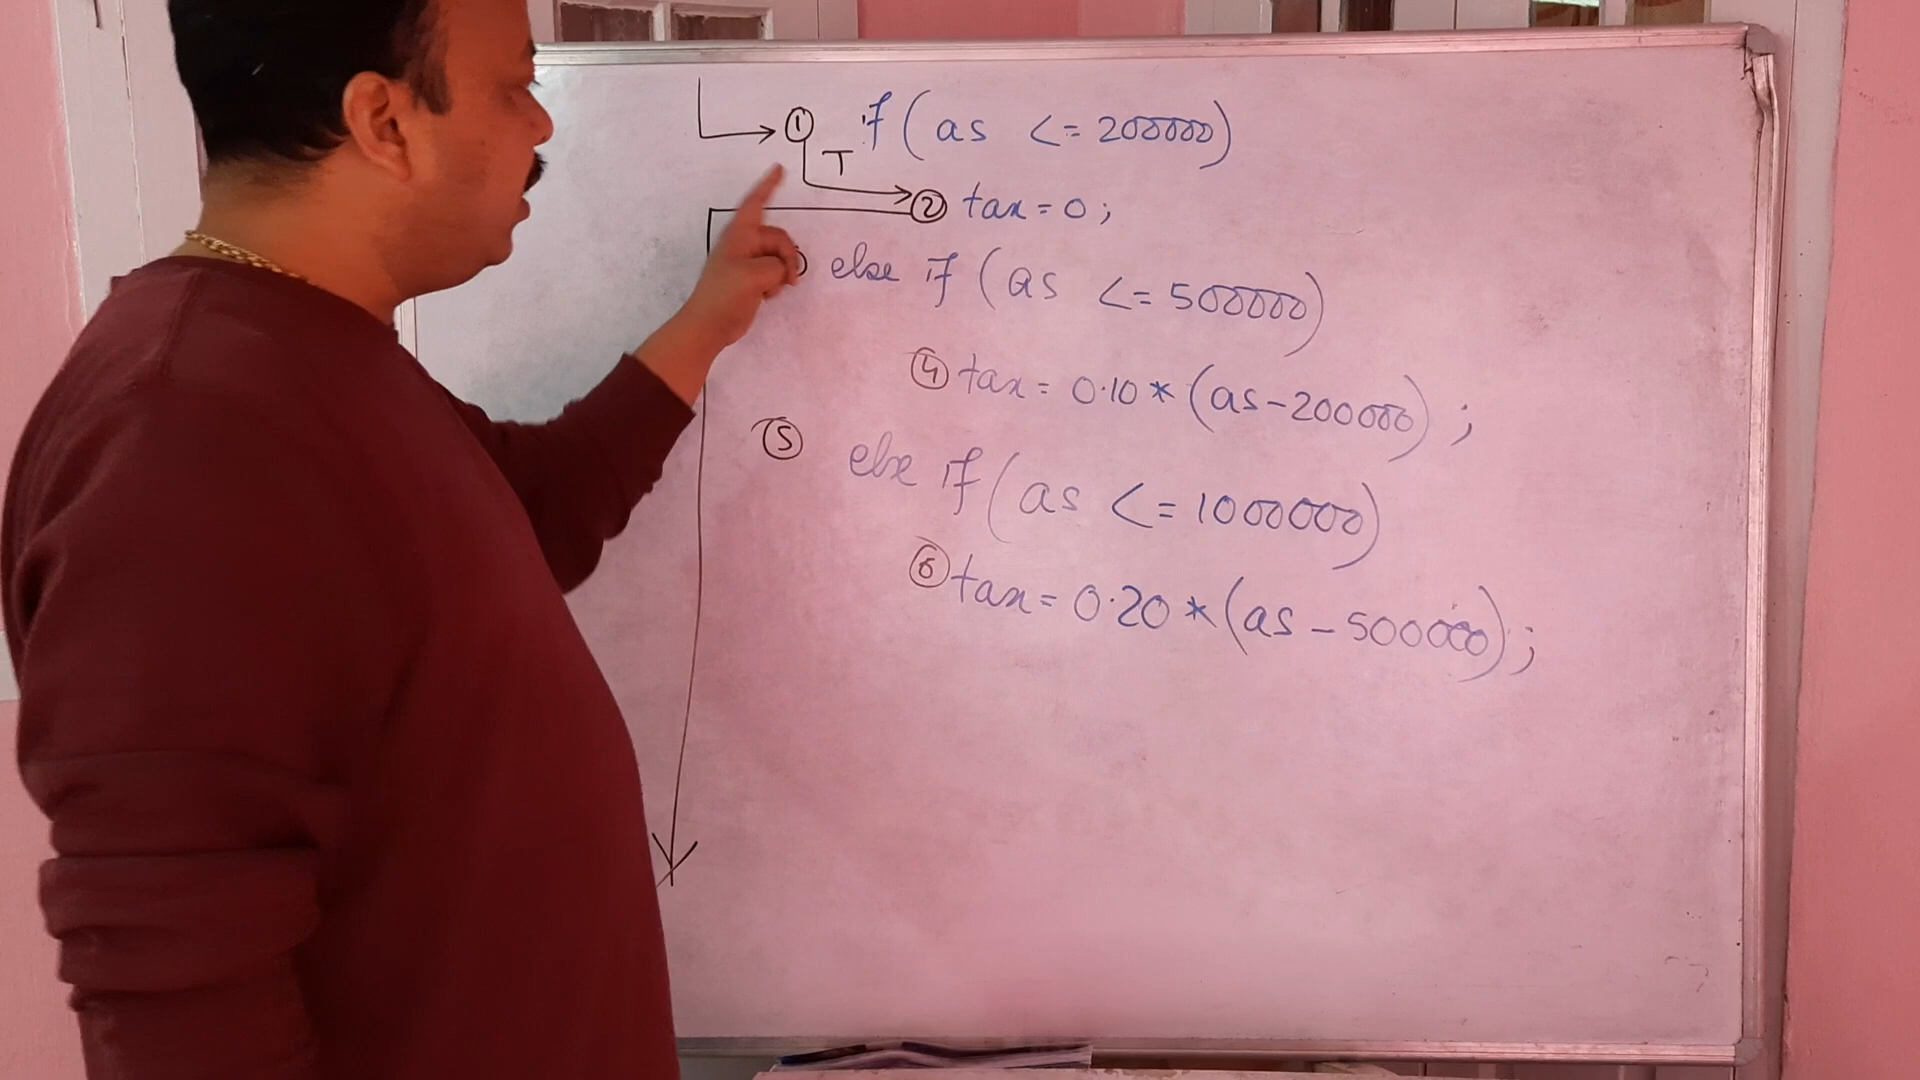 ① if (as <= 200000)
T
② tax = 0;
else if (as <= 500000)
④ tax = 0.10 * (as - 200000);
⑤ else if (as <= 1000000)
⑥ tax = 0.20 * (as - 500000);